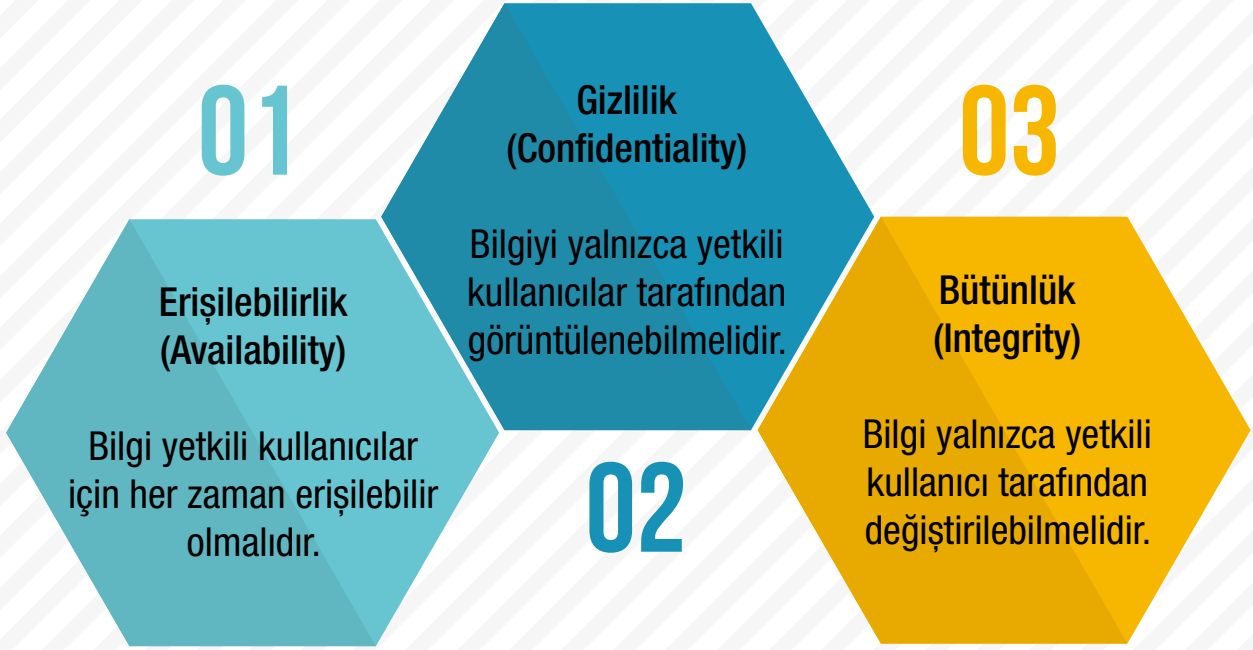 01
Erişilebilirlik
(Availability)
Bilgi yetkili kullanıcılar
için her zaman erişilebilir
olmalıdır.
Gizlilik
(Confidentiality)
Bilgiyi yalnızca yetkili
kullanıcılar tarafından
görüntülenebilmelidir.
02
03
Bütünlük
(Integrity)
Bilgi yalnızca yetkili
kullanıcı tarafından
değiştirilebilmelidir.